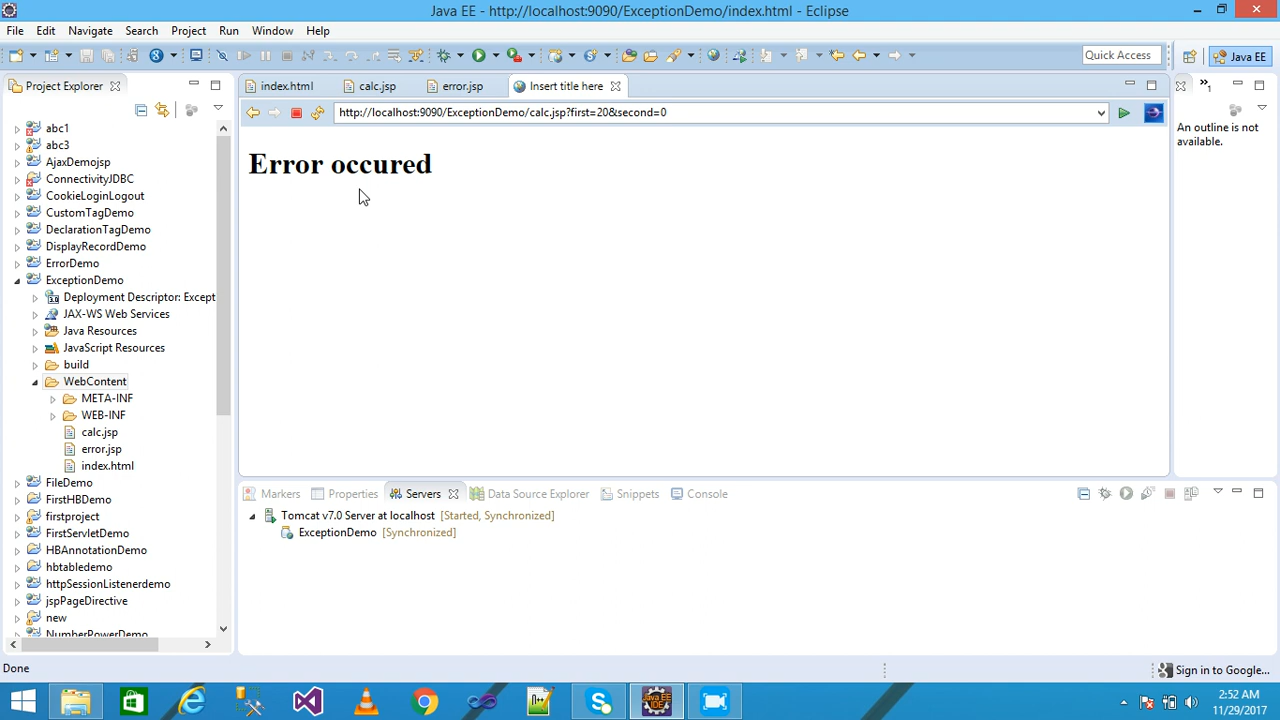 Java EE - http://localhost:9090/ExceptionDemo/index.html - Eclipse
File Edit Navigate Search Project Run Window Help
Quick Access
Java EE
Project Explorer
index.html
calc.jsp
error.jsp
Insert title here
»1
http://localhost:9090/ExceptionDemo/calc.jsp?first=20&second=0
An outline is not
available.
Error occured
abc1
abc3
AjaxDemojsp
ConnectivityJDBC
CookieLoginLogout
CustomTagDemo
DeclarationTagDemo
DisplayRecordDemo
ErrorDemo
ExceptionDemo
Deployment Descriptor: Except
JAX-WS Web Services
Java Resources
JavaScript Resources
build
WebContent
META-INF
WEB-INF
calc.jsp
error.jsp
index.html
FileDemo
FirstHBDemo
firstproject
FirstServletDemo
HBAnnotationDemo
hbtabledemo
httpSessionListenerdemo
jspPageDirective
new
NumberPowerDemo
Markers
Properties
Servers
Data Source Explorer
Snippets
Console
Tomcat v7.0 Server at localhost [Started, Synchronized]
ExceptionDemo [Synchronized]
Done
Sign in to Google...
2:52 AM
11/29/2017